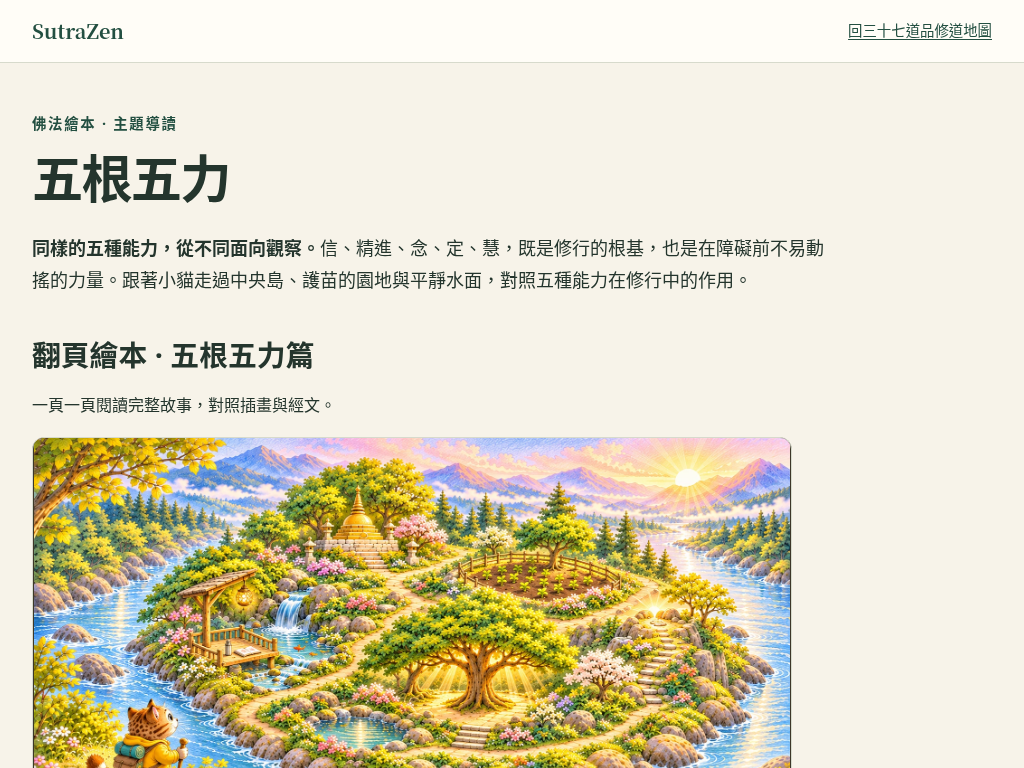 SutraZen
回三十七道品修道地圖
佛法繪本 · 主題導讀
五根五力
同樣的五種能力，從不同面向觀察。信、精進、念、定、慧，既是修行的根基，也是在障礙前不易動
搖的力量。跟著小貓走過中央島、護苗的園地與平靜水面，對照五種能力在修行中的作用。
翻頁繪本 · 五根五力篇
一頁一頁閱讀完整故事，對照插畫與經文。